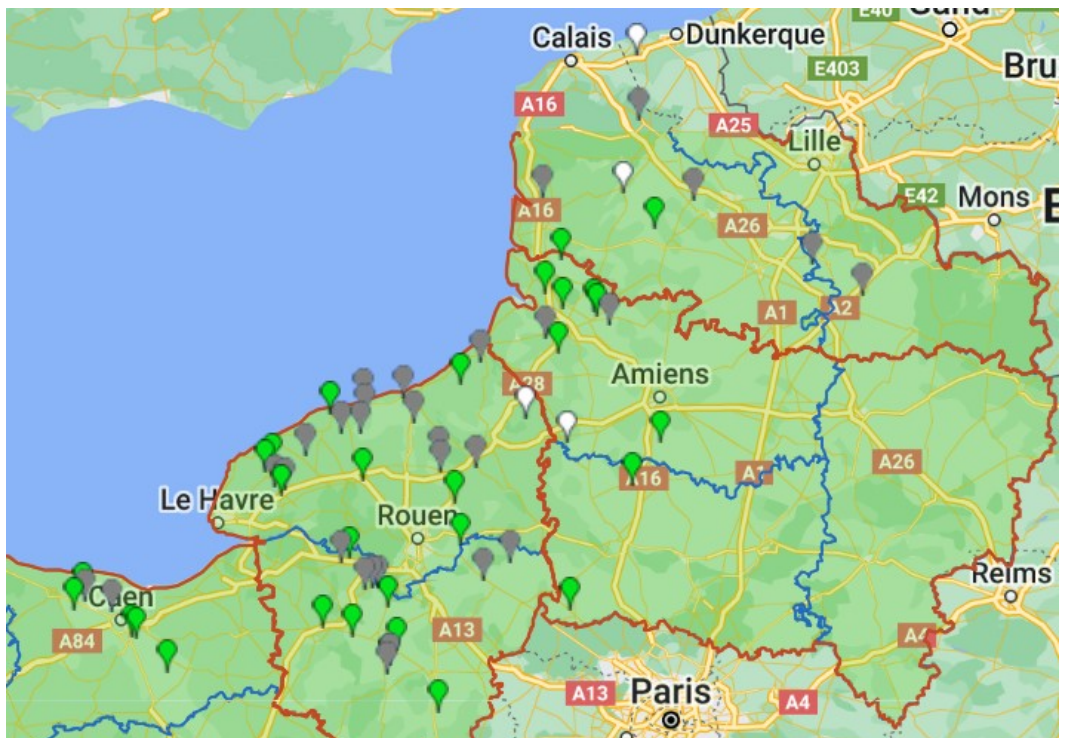 E40
Calais
Dunkerque
E403
Bru
A16
A25
Lille
E42
Mons
A16
A26
A1
A2
A28
Amiens
A26
A1
A16
Le Havre
Rouen
Reims
Caen
A84
A13
A4
A13
Paris
A4